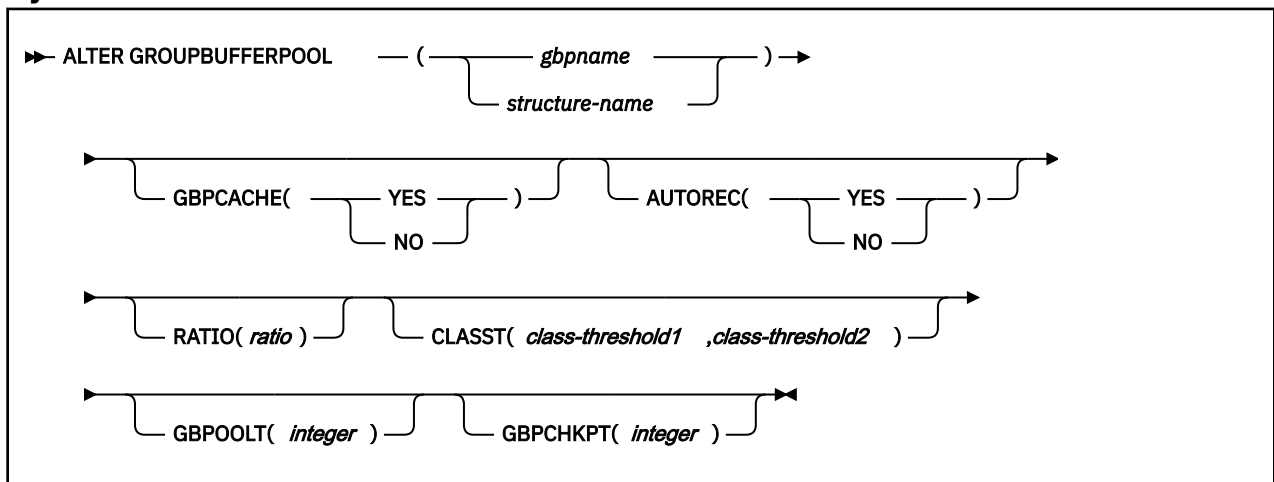 ALTER GROUPBUFFERPOOL ( gbpname )
structure-name
GBPCACHE( YES ) AUTOREC( YES )
NO NO
RATIO( ratio ) CLASST( class-threshold1 ,class-threshold2 )
GBPOOLT( integer ) GBPCHKPT( integer )